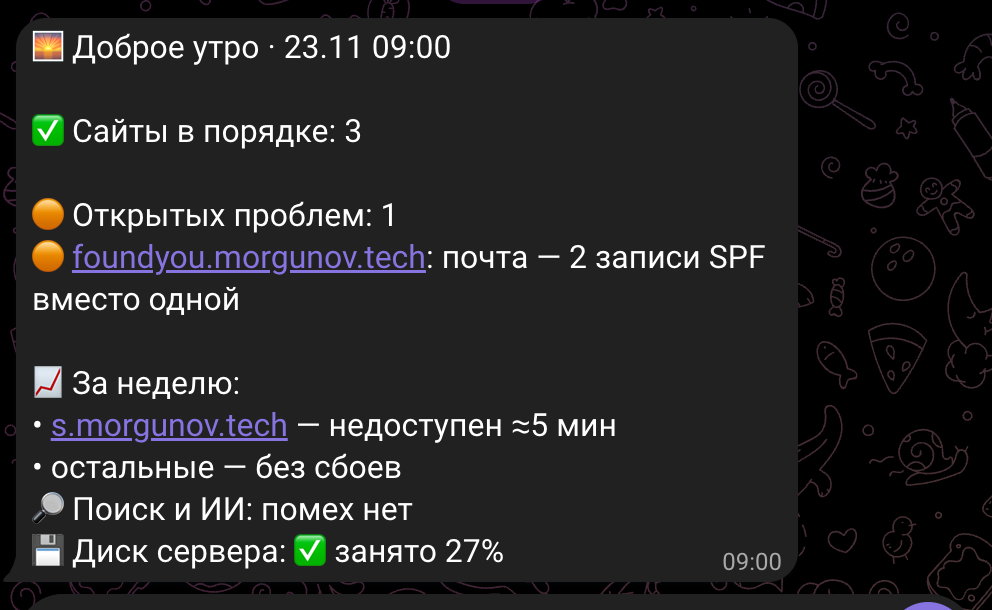 🌅 Доброе утро · 23.11 09:00
✅ Сайты в порядке: 3
🟠 Открытых проблем: 1
🟠 foundyou.morgunov.tech: почта — 2 записи SPF
вместо одной
📈 За неделю:
• s.morgunov.tech — недоступен ≈5 мин
• остальные — без сбоев
🔎 Поиск и ИИ: помех нет
💾 Диск сервера: ✅ занято 27%
09:00